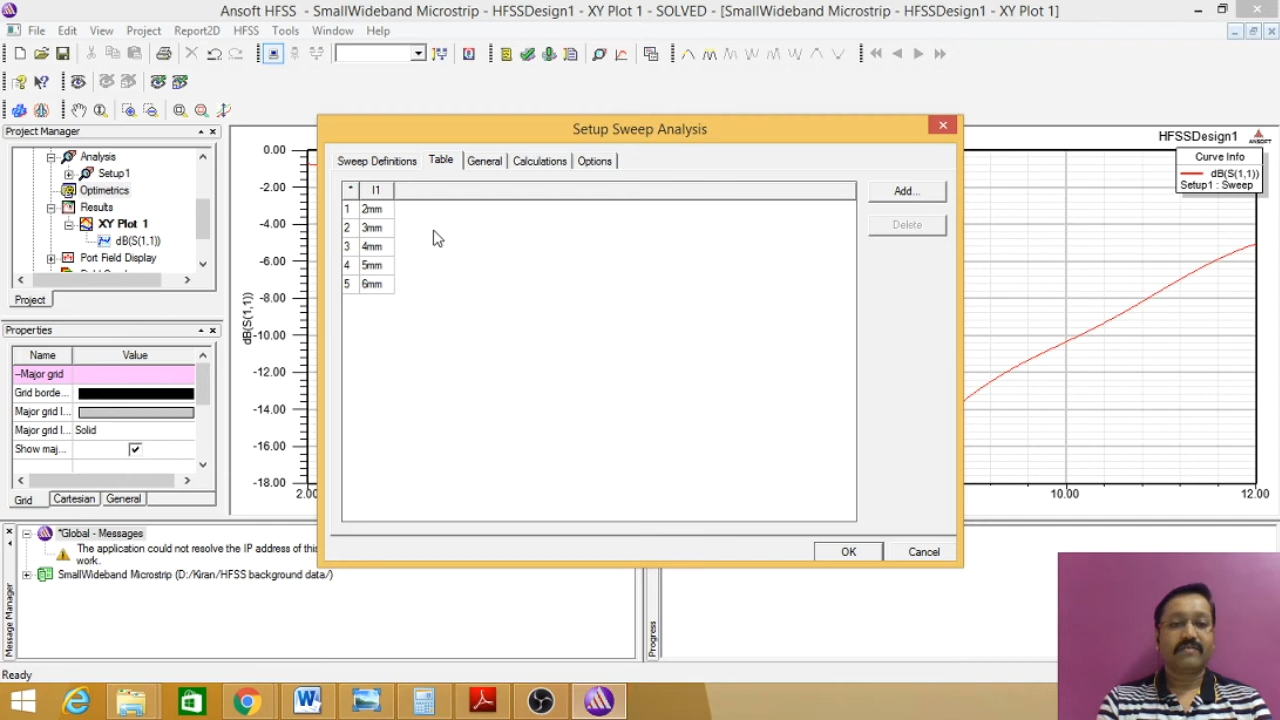 Ansoft HFSS - SmallWideband Microstrip - HFSSDesign1 - XY Plot 1 - SOLVED - [SmallWideband Microstrip - HFSSDesign1 - XY Plot 1]
File Edit View Project Report2D HFSS Tools Window Help
Project Manager
Analysis
Setup1
Optimetrics
Results
XY Plot 1
dB(S(1,1))
Port Field Display
Project
Properties
Name Value
--Major grid
Grid borde...
Major grid l...
Major grid l... Solid
Show maj...
Grid Cartesian General
Setup Sweep Analysis
Sweep Definitions Table General Calculations Options
* l1
1 2mm
2 3mm
3 4mm
4 5mm
5 6mm
Add...
Delete
OK Cancel
HFSSDesign1
ANSOFT
Curve Info
dB(S(1,1))
Setup1 : Sweep
0.00
-2.00
-4.00
-6.00
-8.00
-10.00
-12.00
-14.00
-16.00
-18.00
dB(S(1,1))
2.00
10.00
12.00
*Global - Messages
The application could not resolve the IP address of this
work.
SmallWideband Microstrip (D:/Kiran/HFSS background data/)
Message Manager
Progress
Ready